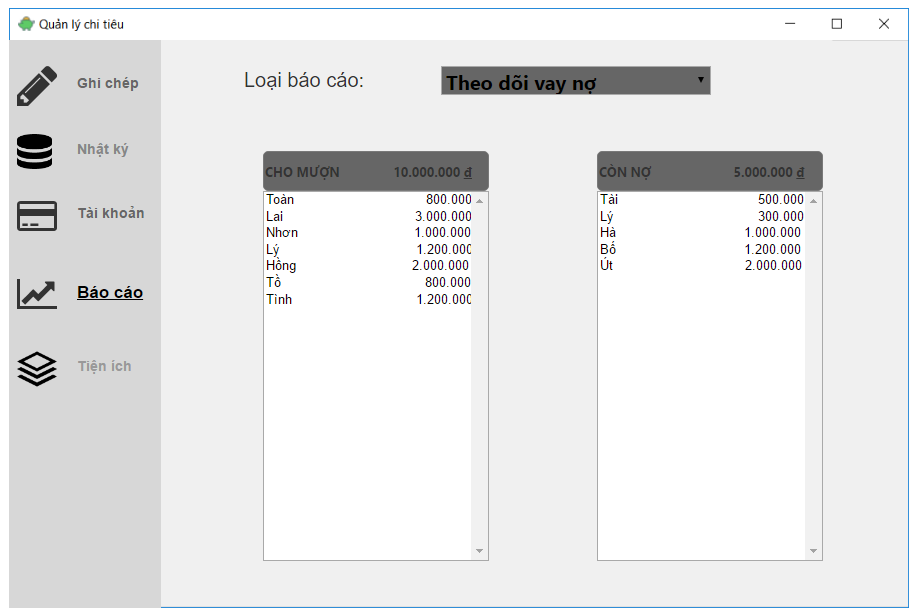 Quản lý chi tiêu
Ghi chép
Nhật ký
Tài khoản
Báo cáo
Tiện ích
Loại báo cáo:
Theo dõi vay nợ
CHO MƯỢN 10.000.000 đ
Toàn 800.000
Lai 3.000.000
Nhơn 1.000.000
Lý 1.200.000
Hồng 2.000.000
Tồ 800.000
Tình 1.200.000
CÒN NỢ 5.000.000 đ
Tài 500.000
Lý 300.000
Hà 1.000.000
Bố 1.200.000
Út 2.000.000